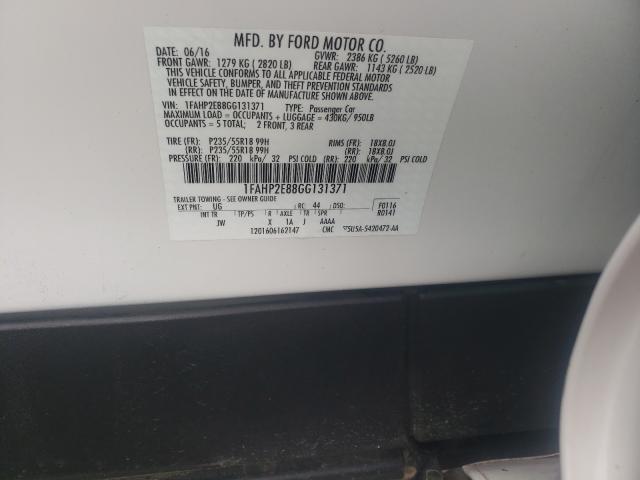 MFD. BY FORD MOTOR CO.
DATE: 06/16 GVWR: 2386 KG ( 5260 LB)
FRONT GAWR: 1279 KG ( 2820 LB) REAR GAWR: 1143 KG ( 2520 LB)
THIS VEHICLE CONFORMS TO ALL APPLICABLE FEDERAL MOTOR
VEHICLE SAFETY, BUMPER, AND THEFT PREVENTION STANDARDS
IN EFFECT ON THE DATE OF MANUFACTURE SHOWN ABOVE.
VIN: 1FAHP2E88GG131371 TYPE: Passenger Car
MAXIMUM LOAD = OCCUPANTS + LUGGAGE = 430KG/ 950LB
OCCUPANTS = 5 TOTAL; 2 FRONT, 3 REAR
TIRE (FR): P235/55R18 99H RIMS (FR): 18X8.0J
(RR): P235/55R18 99H (RR): 18X8.0J
PRESSURE (FR): 220 kPa/ 32 PSI COLD (RR): 220 kPa/ 32 PSI COLD
1FAHP2E88GG131371
TRAILER TOWING - SEE OWNER GUIDE
EXT PNT: UG RC: 44 DSO: F0116
R0141
INT TR TP/PS R AXLE TR SPR
JW X 1A J AAAA
1201606162147 CMC 5U5A-5420472-AA